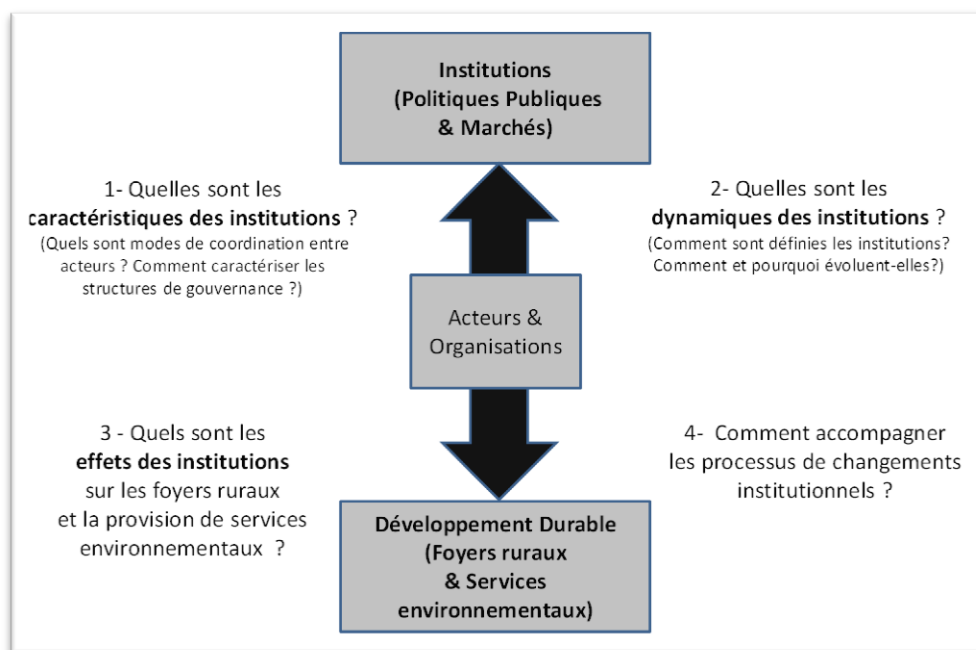 Institutions
(Politiques Publiques
& Marchés)
1- Quelles sont les
caractéristiques des institutions ?
(Quels sont modes de coordination entre
acteurs ? Comment caractériser les
structures de gouvernance ?)
2- Quelles sont les
dynamiques des institutions ?
(Comment sont définies les institutions?
Comment et pourquoi évoluent-elles?)
Acteurs &
Organisations
3 - Quels sont les
effets des institutions
sur les foyers ruraux
et la provision de services
environnementaux ?
4- Comment accompagner
les processus de changements
institutionnels ?
Développement Durable
(Foyers ruraux
& Services
environnementaux)